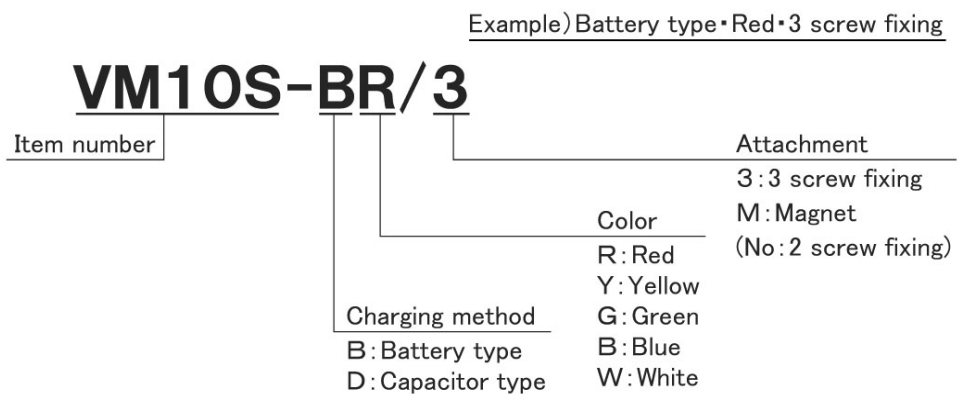 Example)Battery type・Red・3 screw fixing
VM10S-BR/3
Item number
Attachment
3:3 screw fixing
M:Magnet
(No:2 screw fixing)
Color
R:Red
Y:Yellow
G:Green
B:Blue
W:White
Charging method
B:Battery type
D:Capacitor type